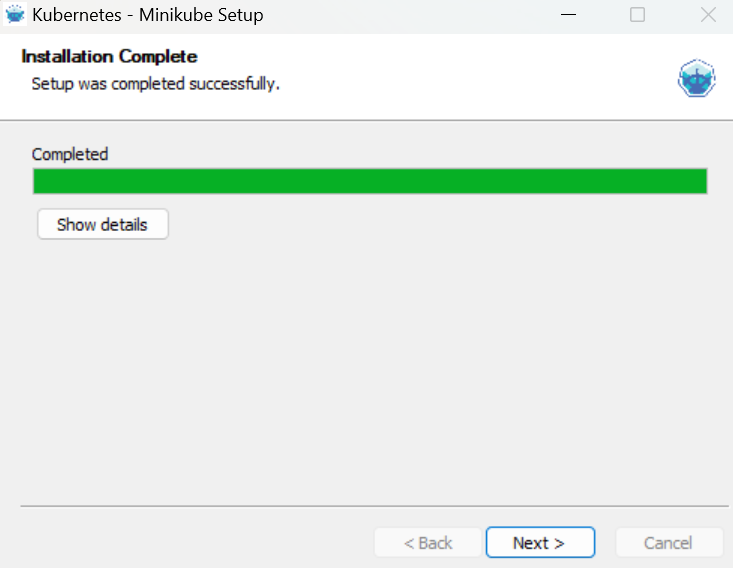 Kubernetes - Minikube Setup
Installation Complete
Setup was completed successfully.
Completed
Show details
< Back
Next >
Cancel